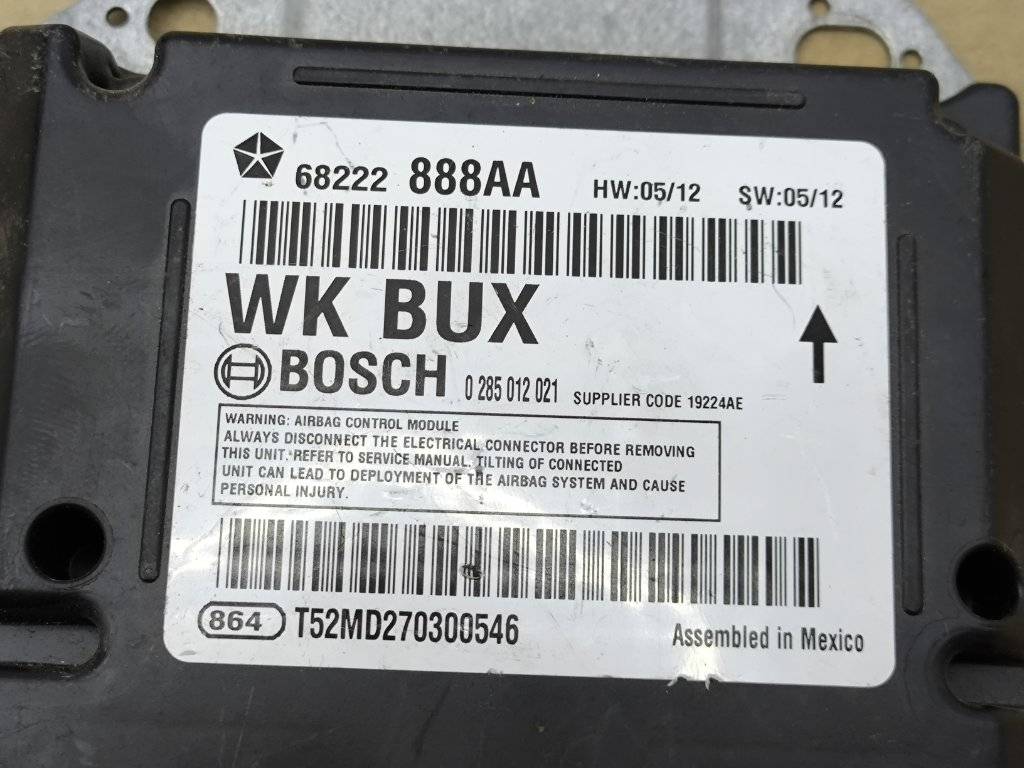 68222 888AA HW:05/12 SW:05/12
WK BUX
BOSCH 0 285 012 021 SUPPLIER CODE 19224AE
WARNING: AIRBAG CONTROL MODULE
ALWAYS DISCONNECT THE ELECTRICAL CONNECTOR BEFORE REMOVING
THIS UNIT. REFER TO SERVICE MANUAL. TILTING OF CONNECTED
UNIT CAN LEAD TO DEPLOYMENT OF THE AIRBAG SYSTEM AND CAUSE
PERSONAL INJURY.
864 T52MD270300546 Assembled in Mexico